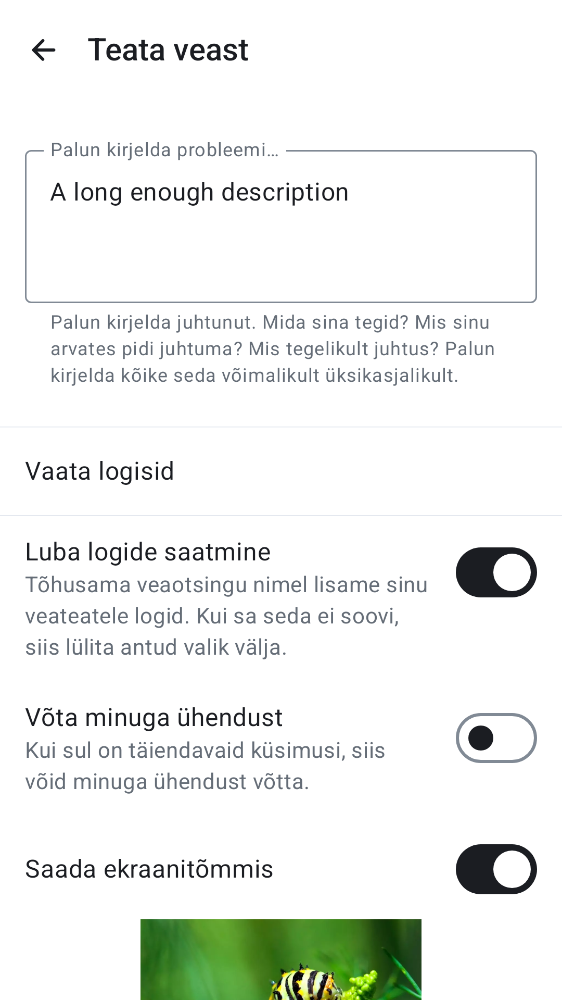 Teata veast
Palun kirjelda probleemi…
A long enough description
Palun kirjelda juhtunut. Mida sina tegid? Mis sinu
arvates pidi juhtuma? Mis tegelikult juhtus? Palun
kirjelda kõike seda võimalikult üksikasjalikult.
Vaata logisid
Luba logide saatmine
Tõhusama veaotsingu nimel lisame sinu
veateatele logid. Kui sa seda ei soovi,
siis lülita antud valik välja.
Võta minuga ühendust
Kui sul on täiendavaid küsimusi, siis
võid minuga ühendust võtta.
Saada ekraanitõmmis